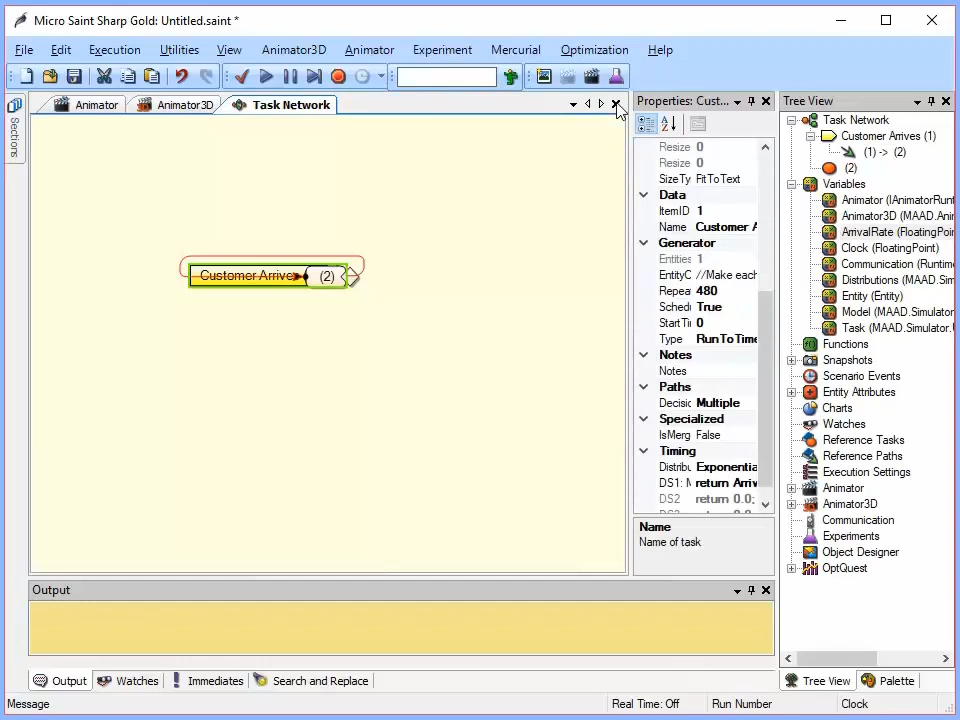 Micro Saint Sharp Gold: Untitled.saint *
File Edit Execution Utilities View Animator3D Animator Experiment Mercurial Optimization Help
Animator Animator3D Task Network
Sections
Customer Arrive (2)
Properties: Cust...
Resize 0
Resize 0
SizeTy FitToText
Data
ItemID 1
Name Customer A
Generator
Entities 1
EntityC //Make each
Repea 480
Schedu True
StartTi 0
Type RunToTime
Notes
Notes
Paths
Decisic Multiple
Specialized
IsMerg False
Timing
Distribu Exponentia
DS1: M return Arriv
DS2 return 0.0;
Name
Name of task
Tree View
Task Network
Customer Arrives (1)
(1) -> (2)
(2)
Variables
Animator (IAnimatorRunt
Animator3D (MAAD.Anir
ArrivalRate (FloatingPoin
Clock (FloatingPoint)
Communication (Runtime
Distributions (MAAD.Sim
Entity (Entity)
Model (MAAD.Simulator
Task (MAAD.Simulator.U
Functions
Snapshots
Scenario Events
Entity Attributes
Charts
Watches
Reference Tasks
Reference Paths
Execution Settings
Animator
Animator3D
Communication
Experiments
Object Designer
OptQuest
Output
Output Watches Immediates Search and Replace
Tree View Palette
Message Real Time: Off Run Number Clock